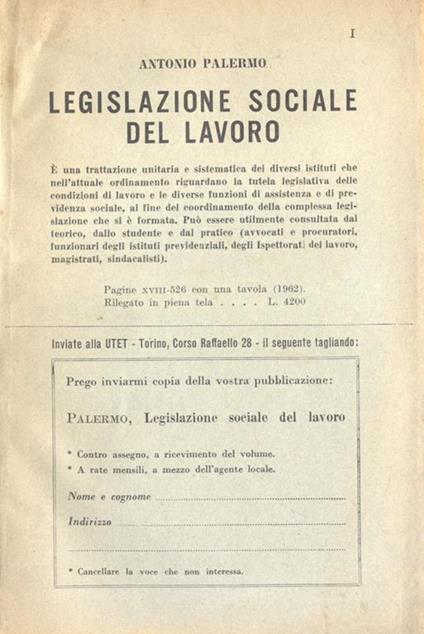 I
ANTONIO PALERMO
LEGISLAZIONE SOCIALE
DEL LAVORO
È una trattazione unitaria e sistematica dei diversi istituti che
nell'attuale ordinamento riguardano la tutela legislativa delle
condizioni di lavoro e le diverse funzioni di assistenza e di pre-
videnza sociale, al fine del coordinamento della complessa legi-
slazione che si è formata. Può essere utilmente consultata dal
teorico, dallo studente e dal pratico (avvocati e procuratori,
funzionari degli istituti previdenziali, degli Ispettorati del lavoro,
magistrati, sindacalisti).
Pagine XVIII-526 con una tavola (1962).
Rilegato in piena tela . . . . L. 4200
Inviate alla UTET - Torino, Corso Raffaello 28 - il seguente tagliando:
Prego inviarmi copia della vostra pubblicazione:
PALERMO, Legislazione sociale del lavoro
* Contro assegno, a ricevimento del volume.
* A rate mensili, a mezzo dell'agente locale.
Nome e cognome
Indirizzo
* Cancellare la voce che non interessa.